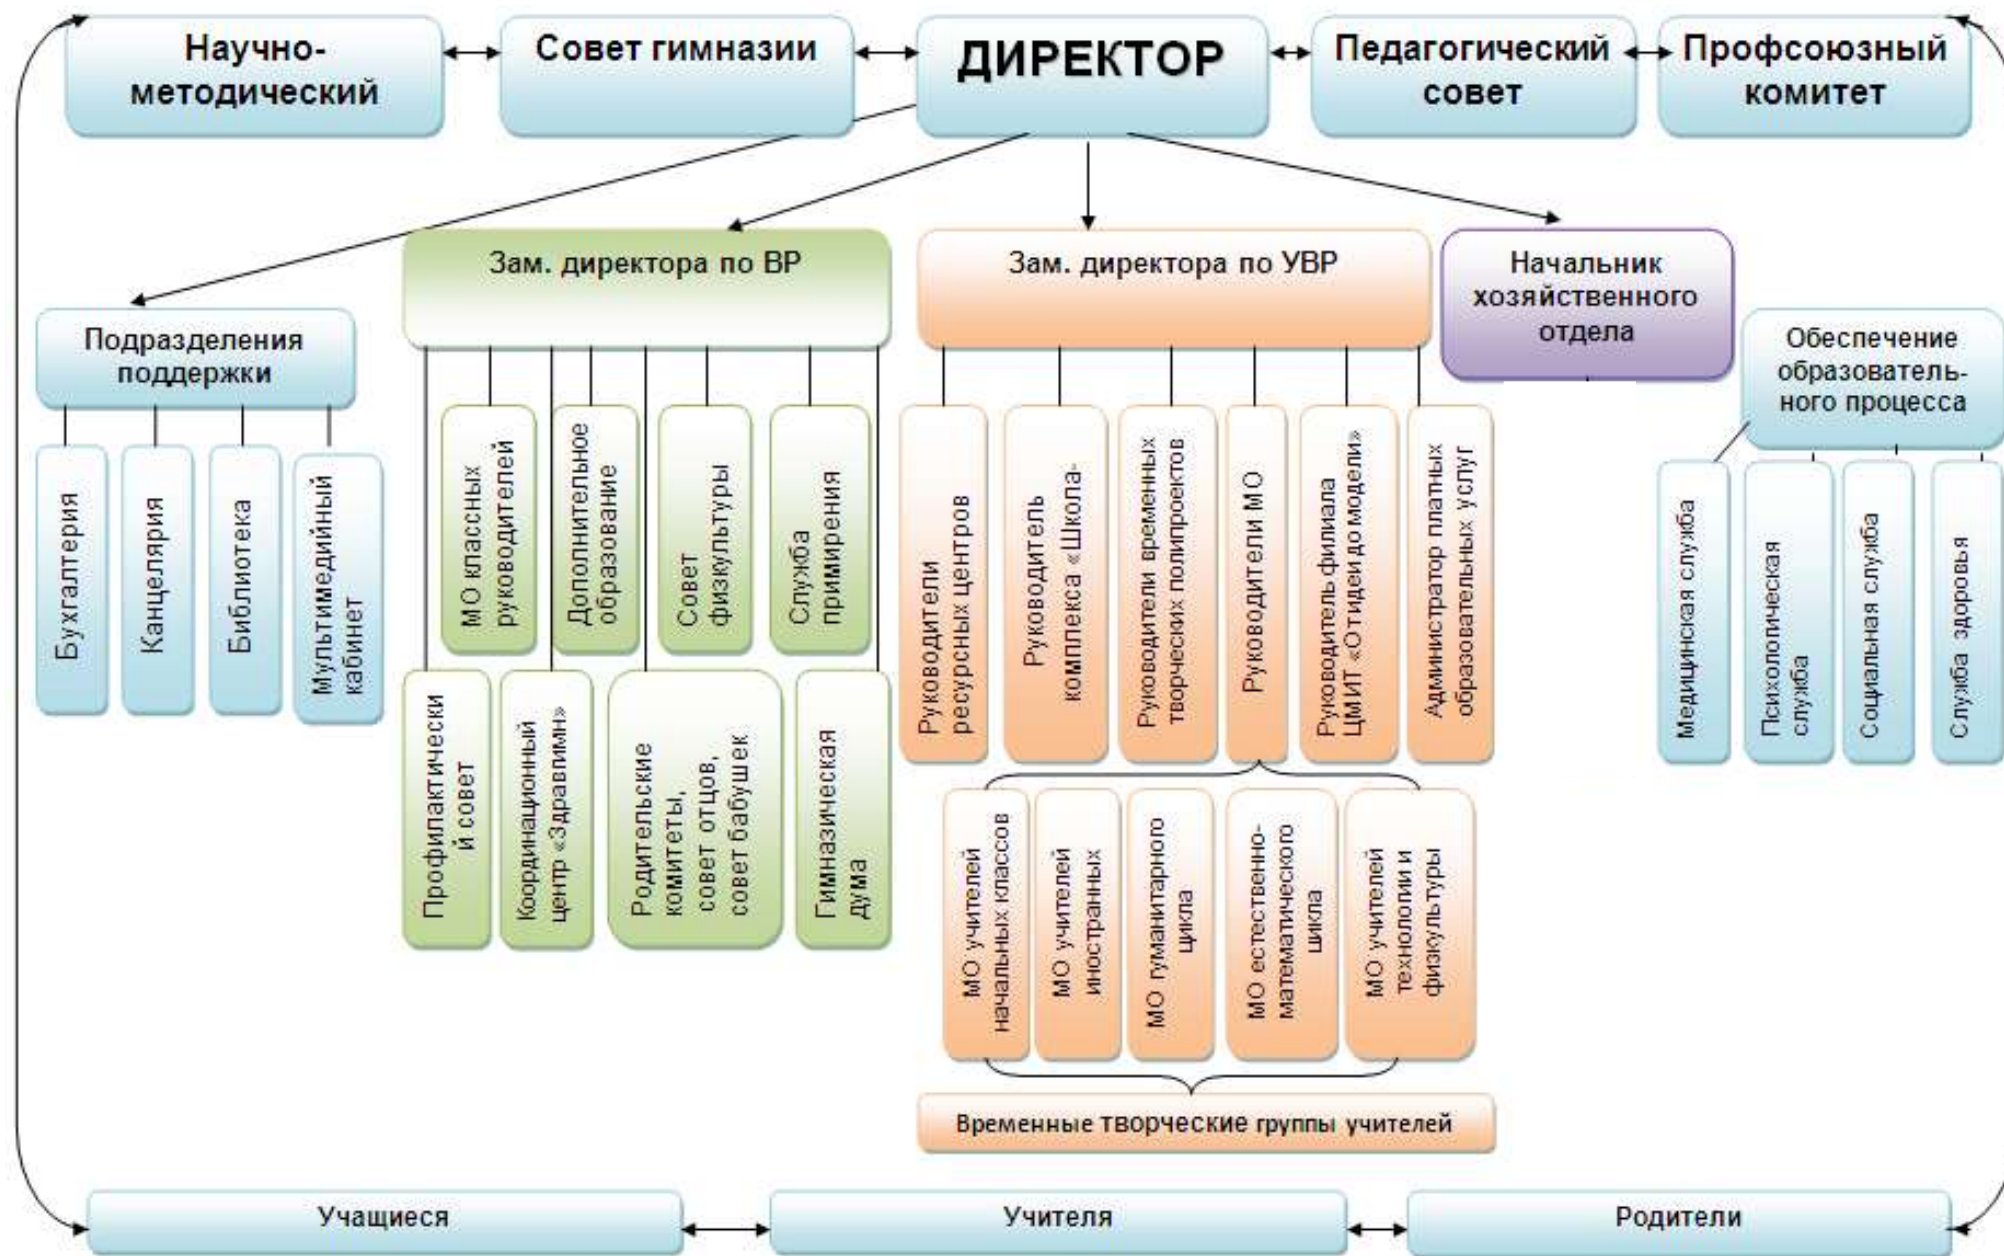 Научно-
методический
Совет гимназии
ДИРЕКТОР
Педагогический
совет
Профсоюзный
комитет
Зам. директора по ВР
Зам. директора по УВР
Начальник
хозяйственного
отдела
Подразделения
поддержки
Обеспечение
образователь-
ного процесса
Бухгалтерия
Канцелярия
Библиотека
Мультимедийный
кабинет
МО классных
руководителей
Дополнительное
образование
Совет
физкультуры
Служба
примирения
Профилактически
й совет
Координационный
центр «Здравгимн»
Родительские
комитеты,
совет отцов,
совет бабушек
Гимназическая
дума
Руководители
ресурсных центров
Руководитель
комплекса «Школа-
Руководители временных
творческих полипроектов
Руководители МО
Руководитель филиала
ЦМИТ «От идеи до модели»
Администратор платных
образовательных услуг
Медицинская служба
Психологическая
служба
Социальная служба
Служба здоровья
МО учителей
начальных классов
МО учителей
иностранных
МО гуманитарного
цикла
МО естественно-
математического
цикла
МО учителей
технологии и
физкультуры
Временные творческие группы учителей
Учащиеся
Учителя
Родители